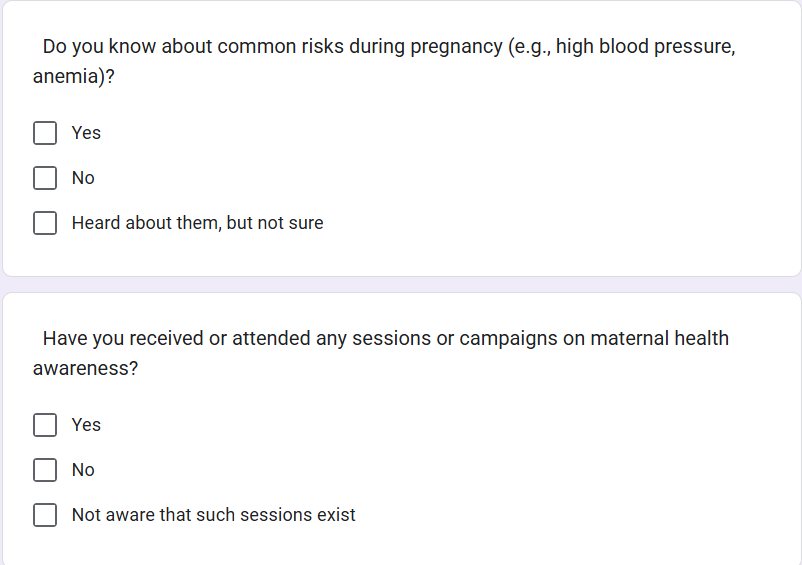 Do you know about common risks during pregnancy (e.g., high blood pressure,
anemia)?
Yes
No
Heard about them, but not sure
Have you received or attended any sessions or campaigns on maternal health
awareness?
Yes
No
Not aware that such sessions exist